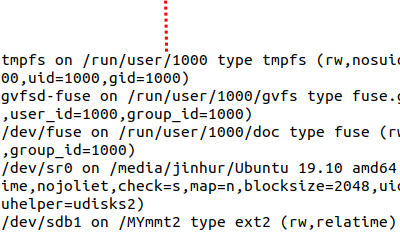 tmpfs on /run/user/1000 type tmpfs (rw,nosuid
00,uid=1000,gid=1000)
gvfsd-fuse on /run/user/1000/gvfs type fuse.g
,user_id=1000,group_id=1000)
/dev/fuse on /run/user/1000/doc type fuse (rw
,group_id=1000)
/dev/sr0 on /media/jinhur/Ubuntu 19.10 amd64
ime,nojoliet,check=s,map=n,blocksize=2048,uid
uhelper=udisks2)
/dev/sdb1 on /MYmmt2 type ext2 (rw,relatime)